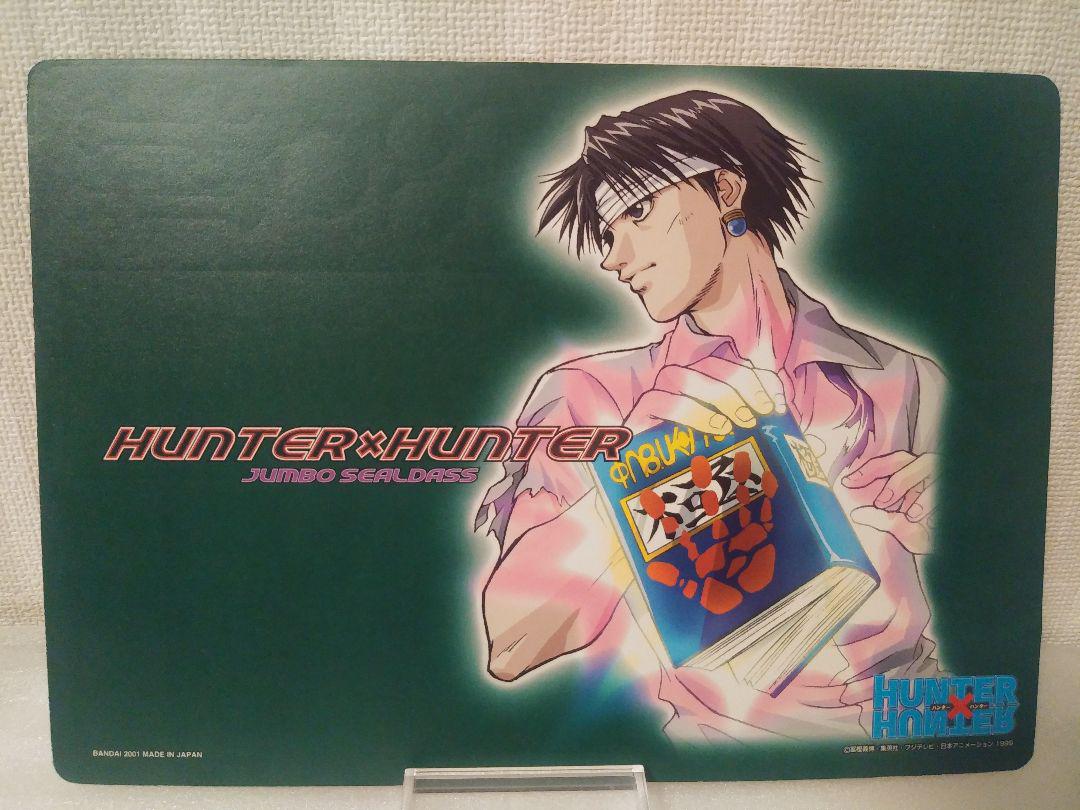 HUNTER×HUNTER
JUMBO SEALDASS
HUNTER
ハンター×ハンター
HUNTER
BANDAI 2001 MADE IN JAPAN
©冨樫義博・集英社・フジテレビ・日本アニメーション 1999